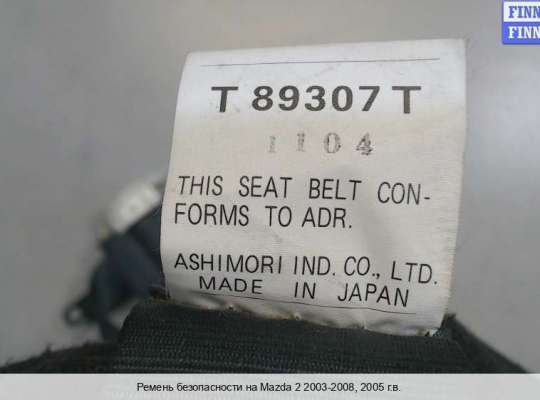 FINN
FINN
T 89307 T
1104
THIS SEAT BELT CON-
FORMS TO ADR.
ASHIMORI IND. CO., LTD.
MADE IN JAPAN
Ремень безопасности на Mazda 2 2003-2008, 2005 г.в.